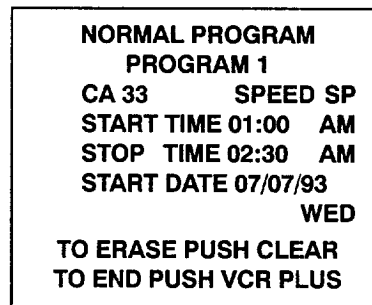 NORMAL PROGRAM
PROGRAM 1
CA 33 SPEED SP
START TIME 01:00 AM
STOP TIME 02:30 AM
START DATE 07/07/93
WED
TO ERASE PUSH CLEAR
TO END PUSH VCR PLUS